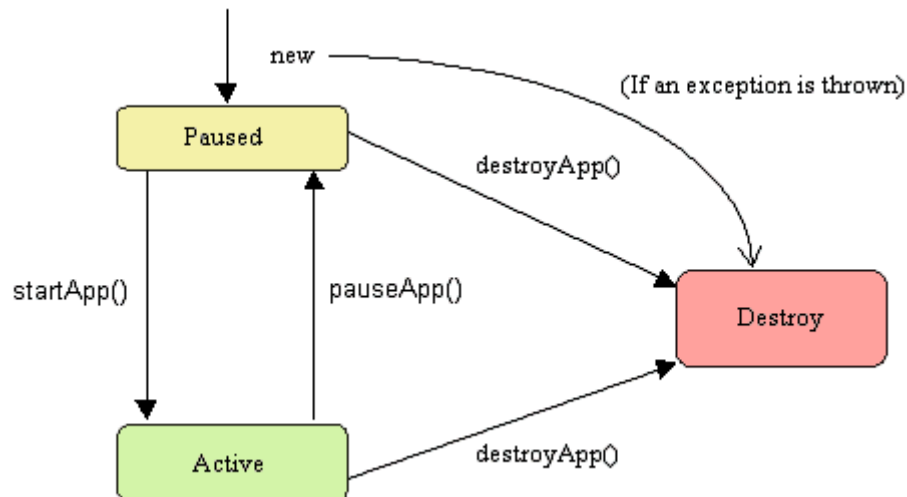 new
(If an exception is thrown)
Paused
destroyApp()
startApp()
pauseApp()
Destroy
Active
destroyApp()